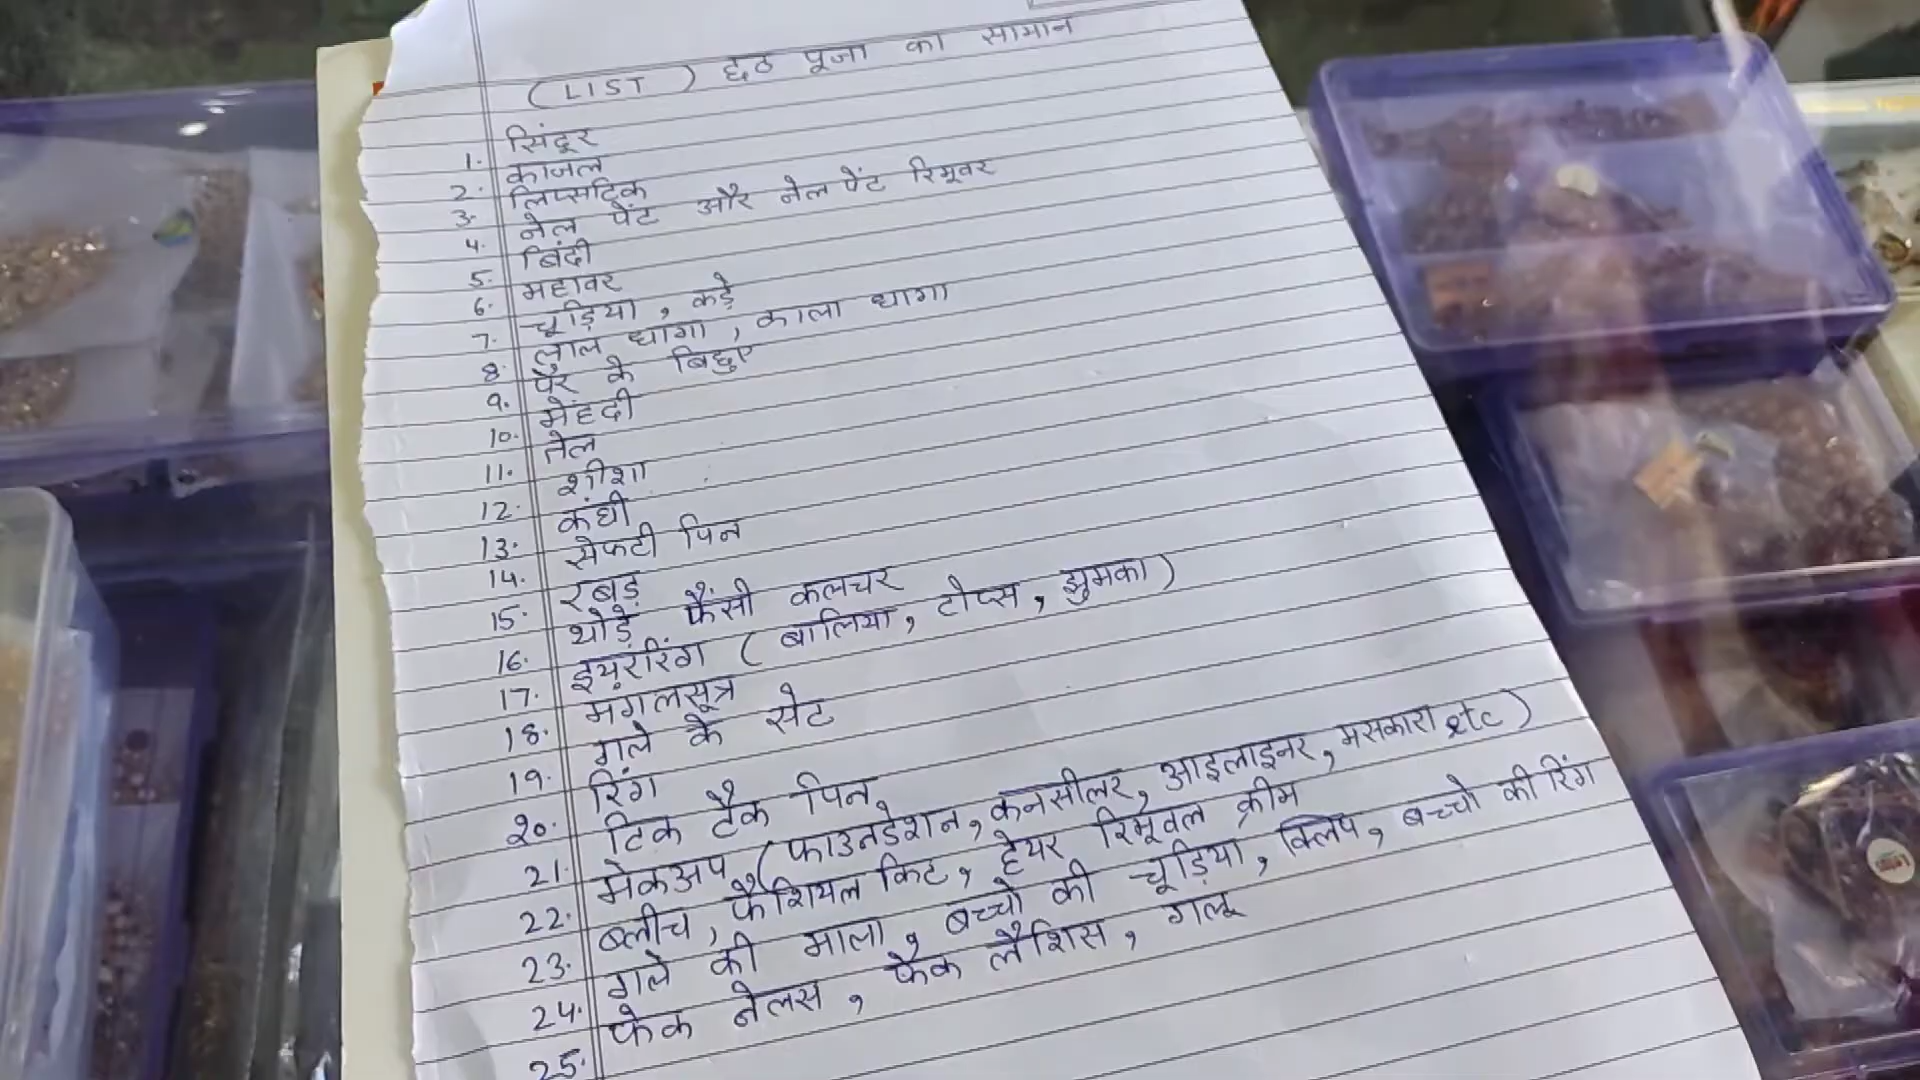 (LIST) छठ पूजा का सामान
1. सिंदूर
2. काजल
3. लिप्सटिक
4. नेल पेंट और नेल पेंट रिमूवर
5. बिंदी
6. महावर
7. चूड़िया, कड़े
8. लाल धागा, काला धागा
9. पैर के बिछुए
10. मेंहदी
11. तेल
12. शीशा
13. कंघी
14. सेफटी पिन
15. रबड़
16. थोड़े फैंसी कलचर
17. इयररिंग (बालिया, टोप्स, झुमका)
18. मंगलसूत्र
19. गले के सेट
20. रिंग
21. टिक टैक पिन
22. मेकअप (फाउनडेशन, कनसीलर, आइलाइनर, मसकारा etc)
23. ब्लीच, फैशियल किट, हेयर रिमूवल क्रीम
24. गले की माला, बच्चो की चूड़िया, क्लिप, बच्चो की रिंग
25. फेक नेलस, फेक लैशिस, गलू